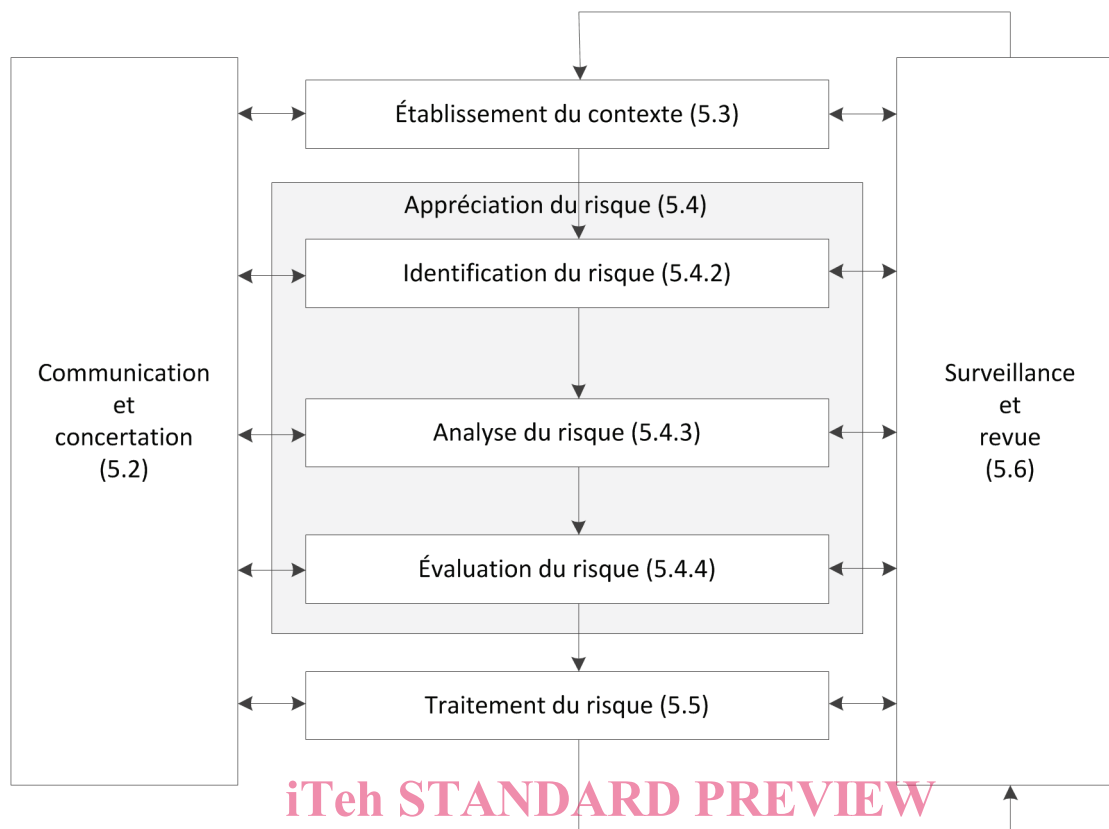 Établissement du contexte (5.3)
Appréciation du risque (5.4)
Identification du risque (5.4.2)
Communication
et
concertation
(5.2)
Analyse du risque (5.4.3)
Surveillance
et
revue
(5.6)
Évaluation du risque (5.4.4)
Traitement du risque (5.5)
iTeh STANDARD PREVIEW